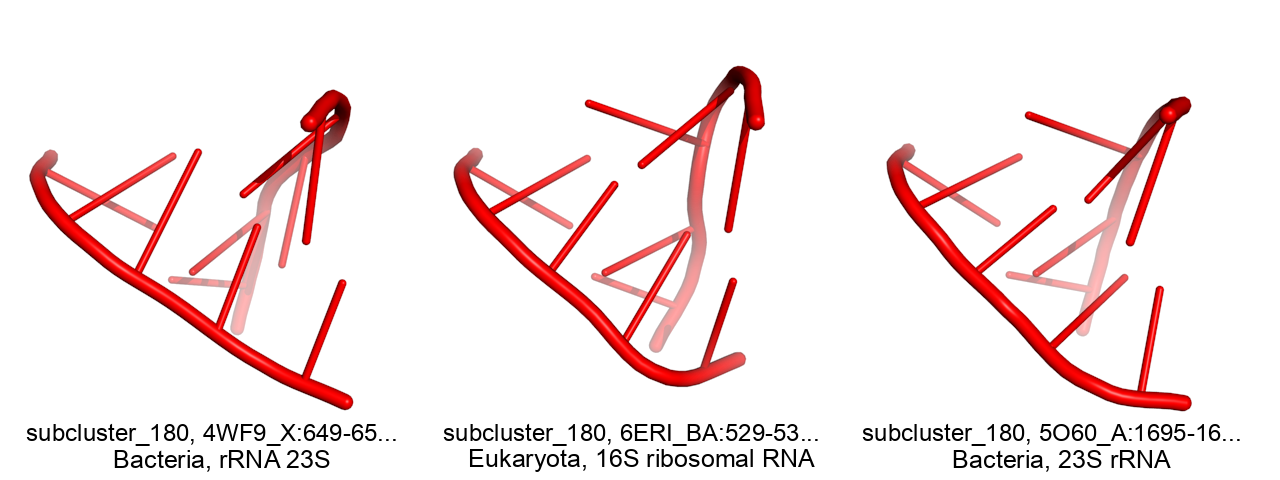 subcluster_180, 4WF9_X:649-65...
Bacteria, rRNA 23S
subcluster_180, 6ERI_BA:529-53...
Eukaryota, 16S ribosomal RNA
subcluster_180, 5O60_A:1695-16...
Bacteria, 23S rRNA